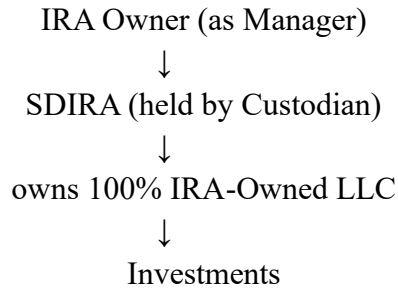 IRA Owner (as Manager)
↓
SDIRA (held by Custodian)
↓
owns 100% IRA-Owned LLC
↓
Investments